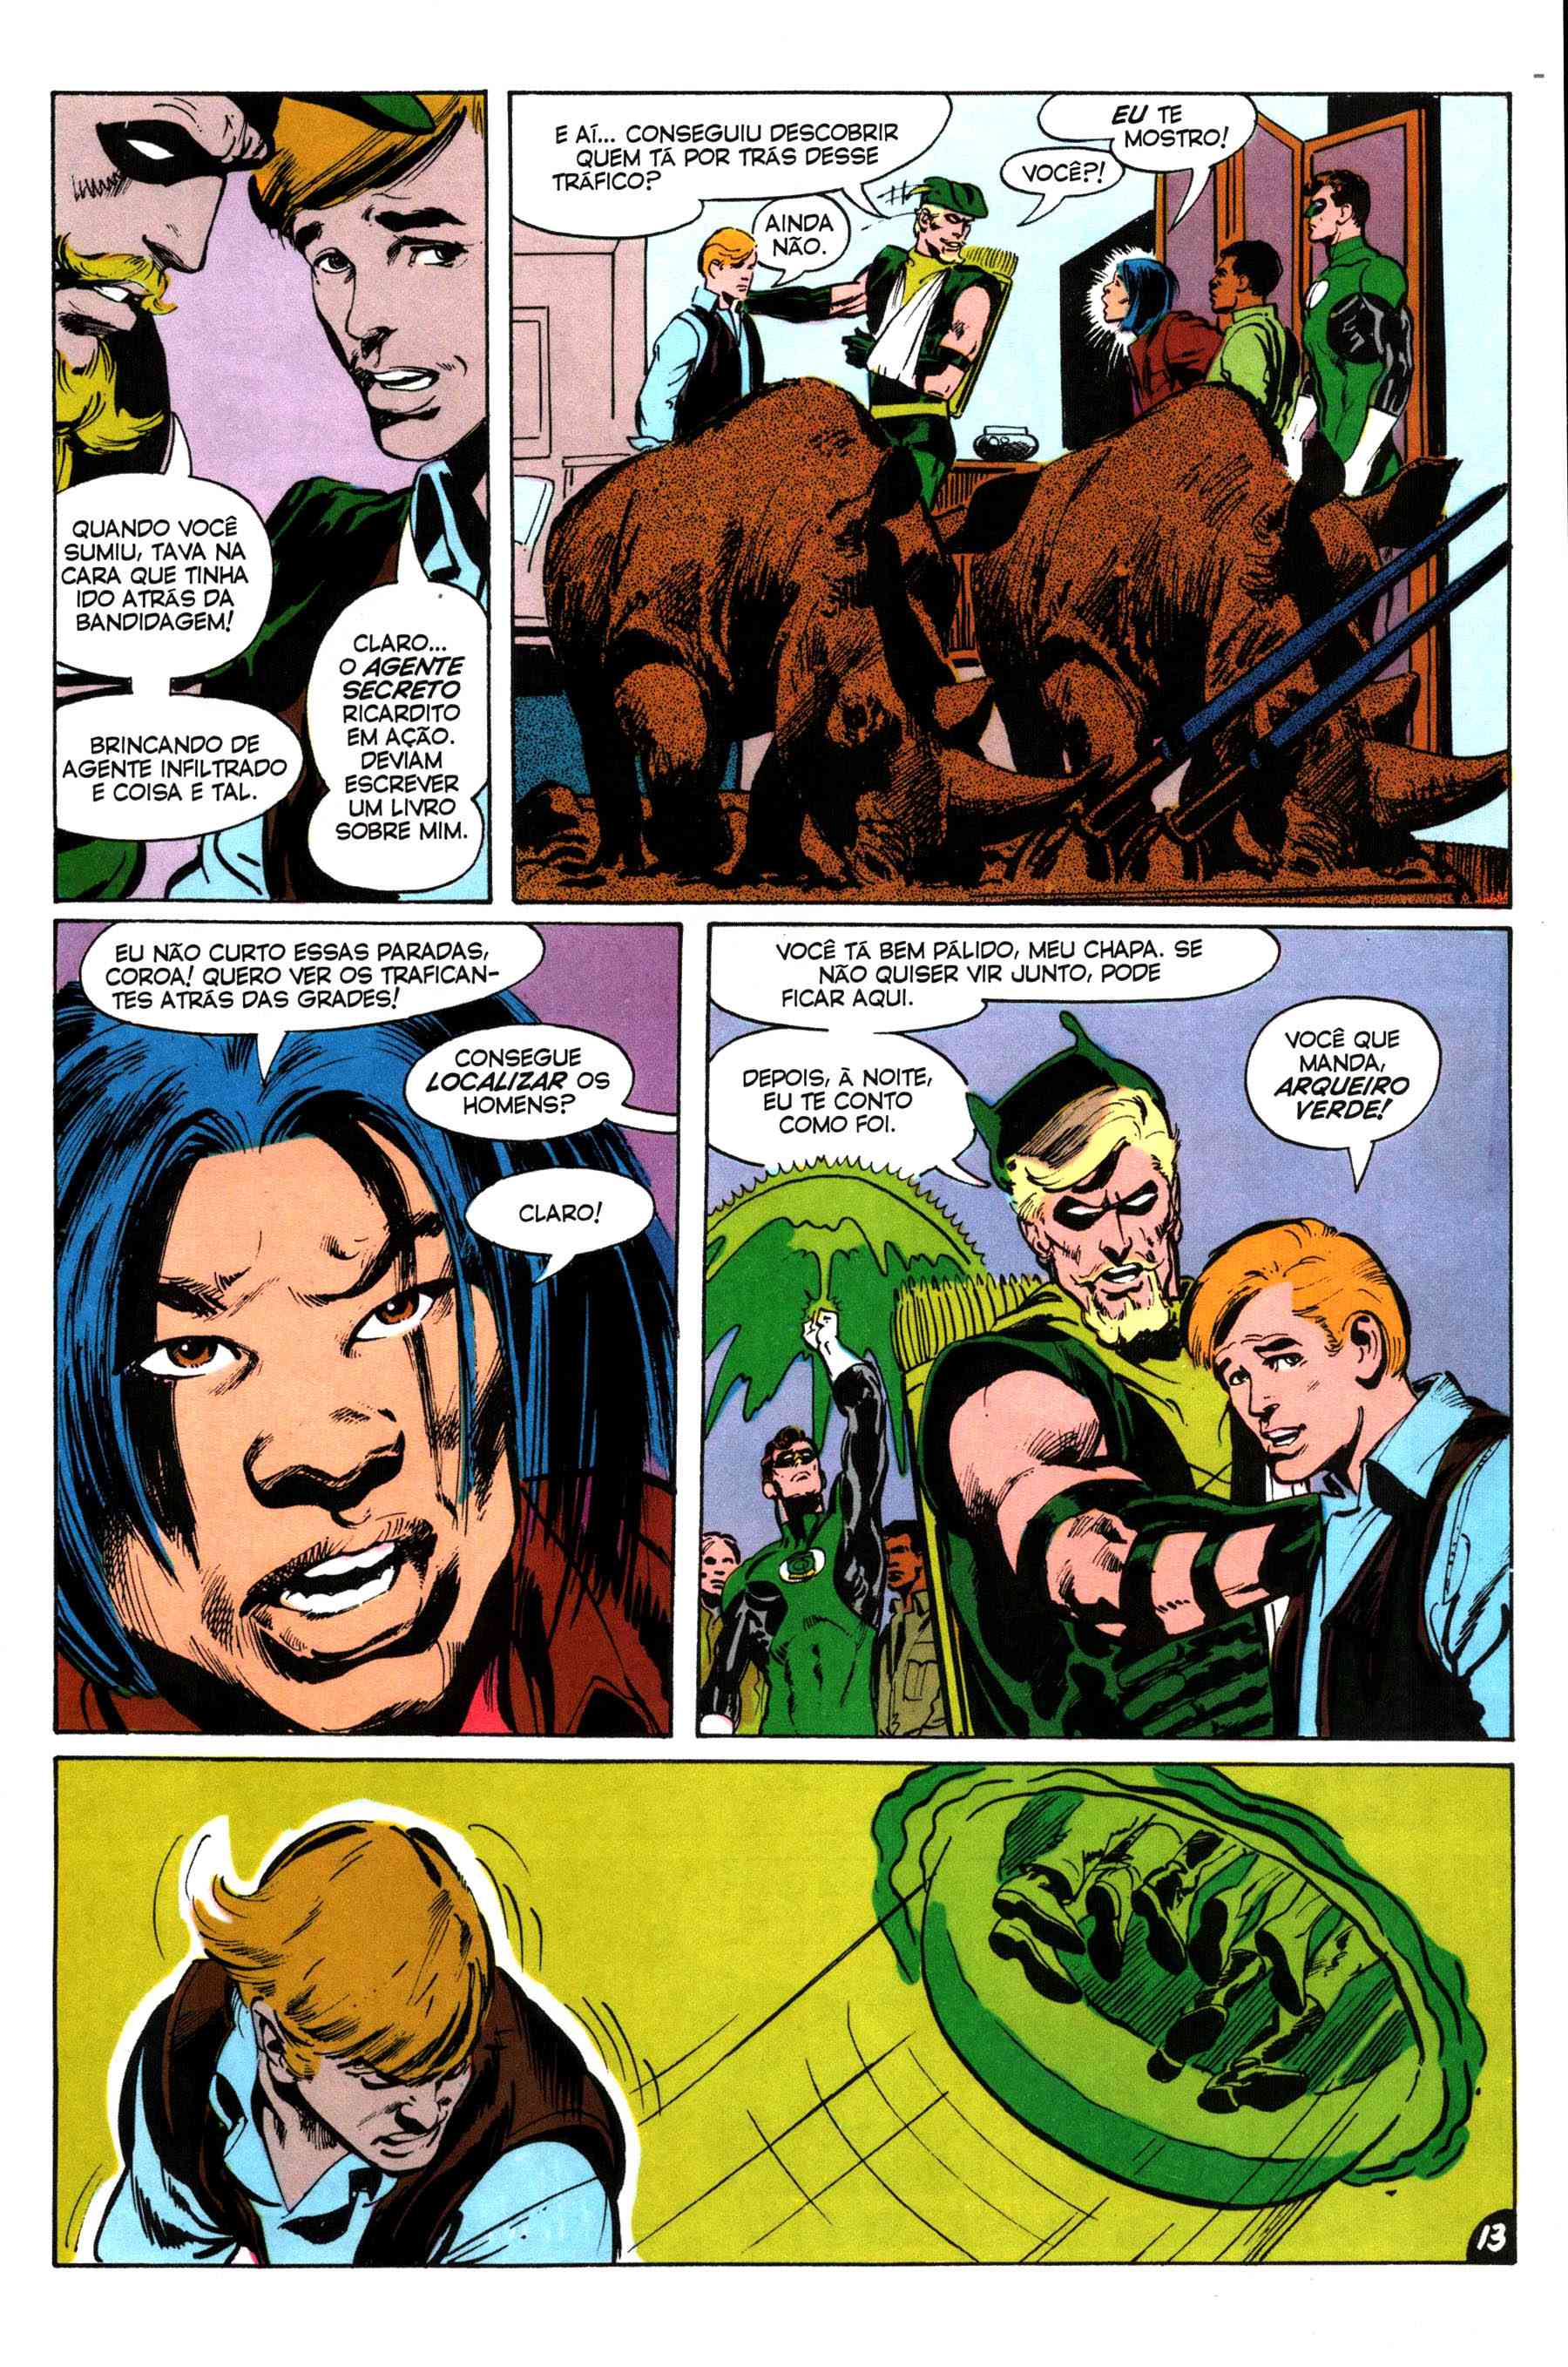 QUANDO VOCÊ
SUMIU, TAVA NA
CARA QUE TINHA
IDO ATRÁS DA
BANDIDAGEM!
BRINCANDO DE
AGENTE INFILTRADO
E COISA E TAL.
CLARO...
O AGENTE
SECRETO
RICARDITO
EM AÇÃO.
DEVIAM
ESCREVER
UM LIVRO
SOBRE MIM.
E AÍ... CONSEGUIU DESCOBRIR
QUEM TÁ POR TRÁS DESSE
TRÁFICO?
AINDA
NÃO.
EU TE
MOSTRO!
VOCÊ?!
EU NÃO CURTO ESSAS PARADAS,
COROA! QUERO VER OS TRAFICAN-
TES ATRÁS DAS GRADES!
CONSEGUE
LOCALIZAR OS
HOMENS?
CLARO!
VOCÊ TÁ BEM PÁLIDO, MEU CHAPA. SE
NÃO QUISER VIR JUNTO, PODE
FICAR AQUI.
DEPOIS, À NOITE,
EU TE CONTO
COMO FOI.
VOCÊ QUE
MANDA,
ARQUEIRO
VERDE!
13